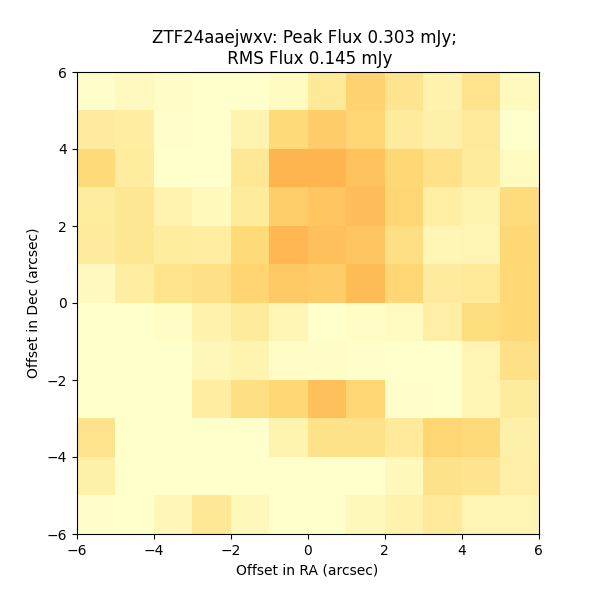 ZTF24aaejwxv: Peak Flux 0.303 mJy;
RMS Flux 0.145 mJy
6
4
2
0
−2
−4
−6
Offset in Dec (arcsec)
−6 −4 −2 0 2 4 6
Offset in RA (arcsec)